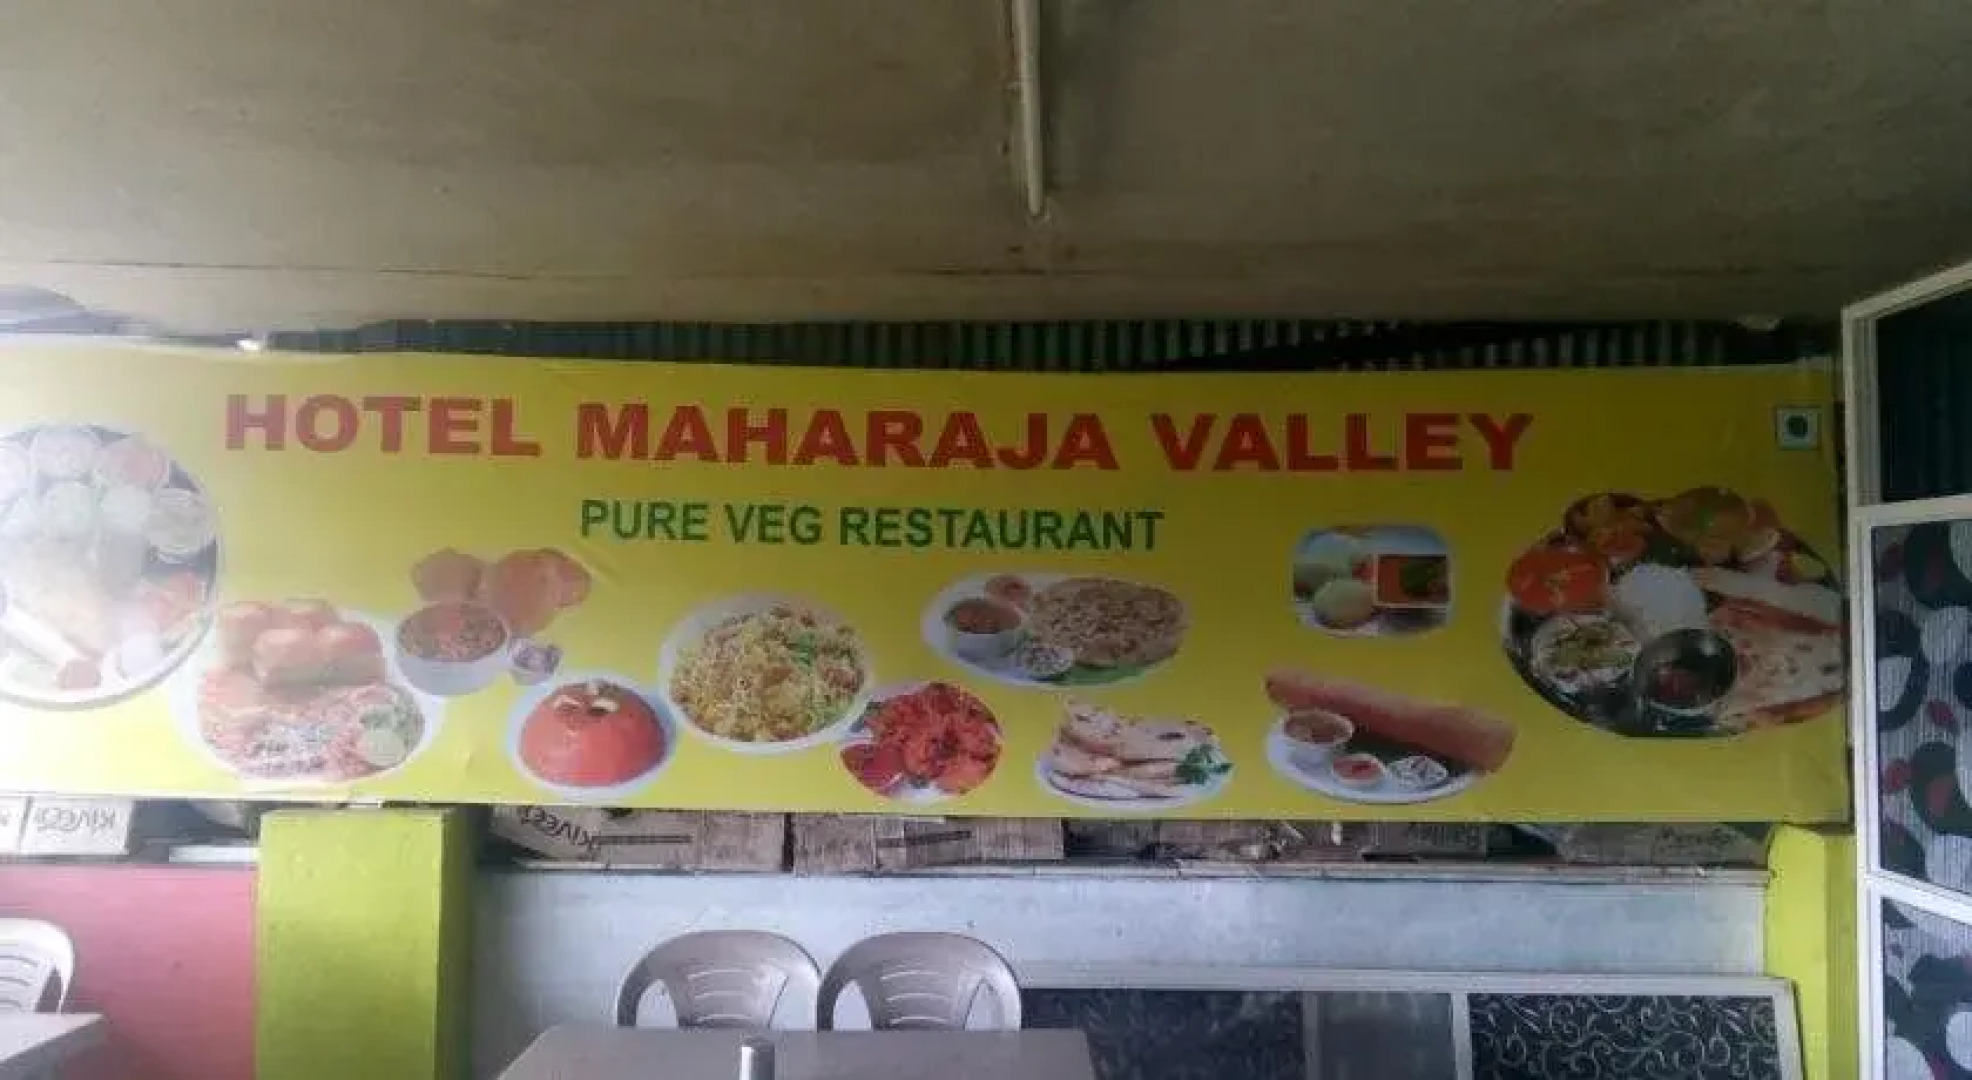 HOTEL MAHARAJA VALLEY
PURE VEG RESTAURANT